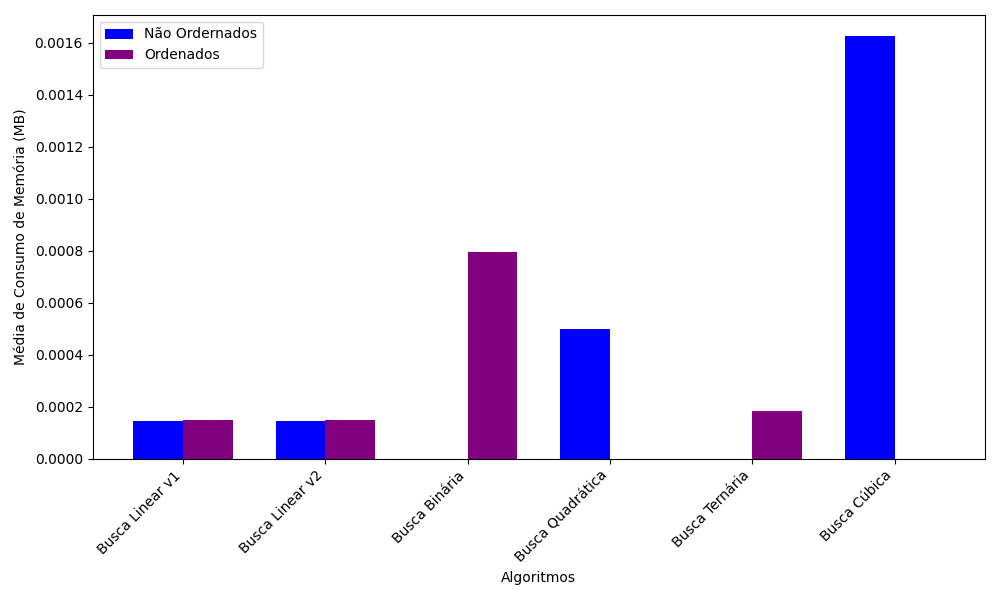 Não Ordernados
Ordenados
Média de Consumo de Memória (MB)
0.0016
0.0014
0.0012
0.0010
0.0008
0.0006
0.0004
0.0002
0.0000
Busca Linear v1
Busca Linear v2
Busca Binária
Busca Quadrática
Busca Ternária
Busca Cúbica
Algoritmos